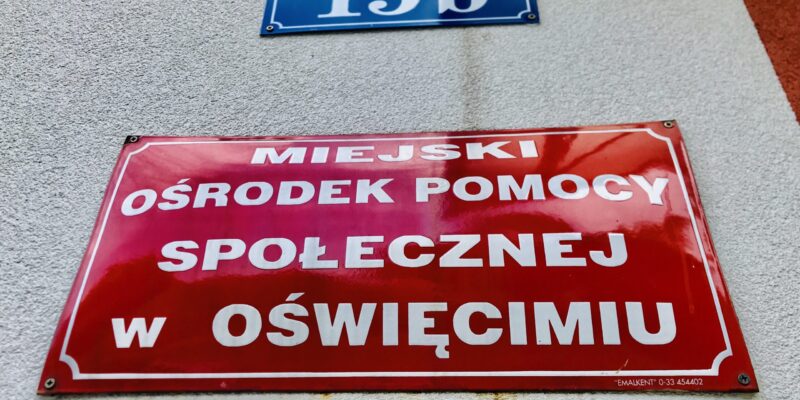 MIEJSKI
OŚRODEK POMOCY
SPOŁECZNEJ
w OŚWIĘCIMIU
"EMALKENT" 0-33 454402